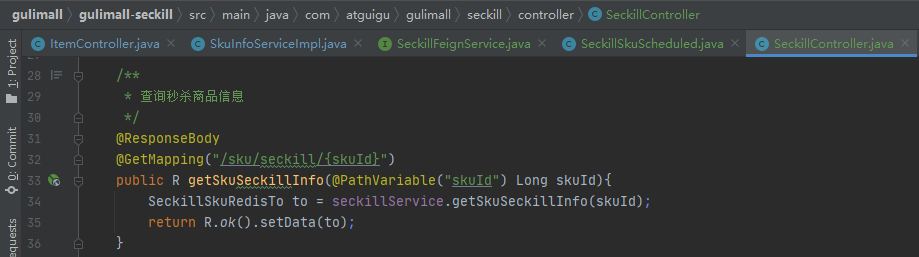 gulimall gulimall-seckill src main java com atguigu gulimall seckill controller SeckillController
1: Project
0: Commit
equests
ItemController.java SkuInfoServiceImpl.java SeckillFeignService.java SeckillSkuScheduled.java SeckillController.java
28 /**
29 * 查询秒杀商品信息
30 */
31 @ResponseBody
32 @GetMapping("/sku/seckill/{skuId}")
33 public R getSkuSeckillInfo(@PathVariable("skuId") Long skuId){
34 SeckillSkuRedisTo to = seckillService.getSkuSeckillInfo(skuId);
35 return R.ok().setData(to);
36 }